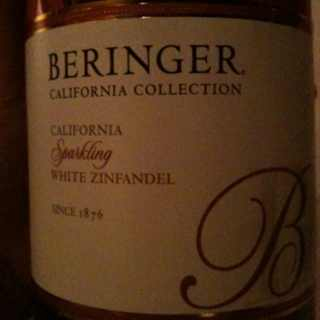 BERINGER.
CALIFORNIA COLLECTION
CALIFORNIA
Sparkling
WHITE ZINFANDEL
SINCE 1876
B